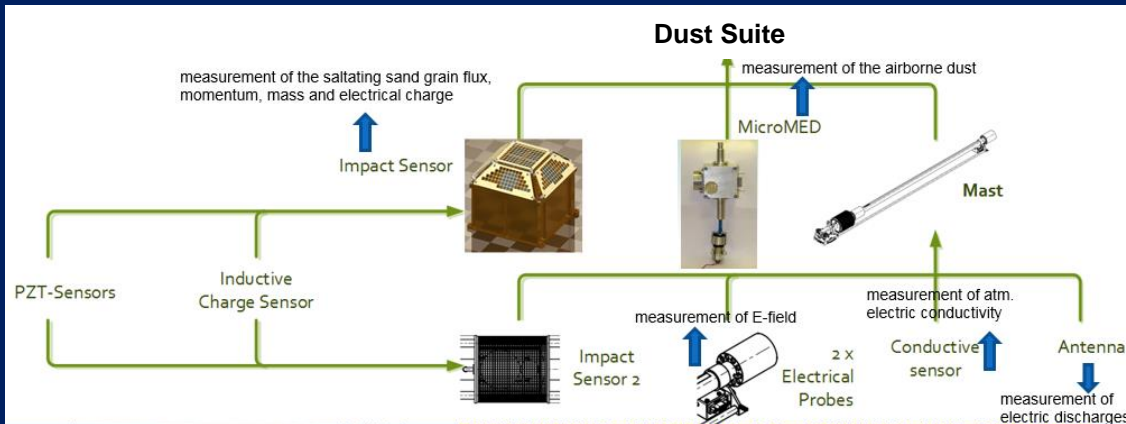 Dust Suite
measurement of the saltating sand grain flux,
momentum, mass and electrical charge
measurement of the airborne dust
MicroMED
Impact Sensor
Mast
PZT-Sensors
Inductive
Charge Sensor
measurement of atm.
electric conductivity
measurement of E-field
Impact
Sensor 2
2 x
Electrical
Probes
Conductive
sensor
Antenna
measurement of
electric discharges